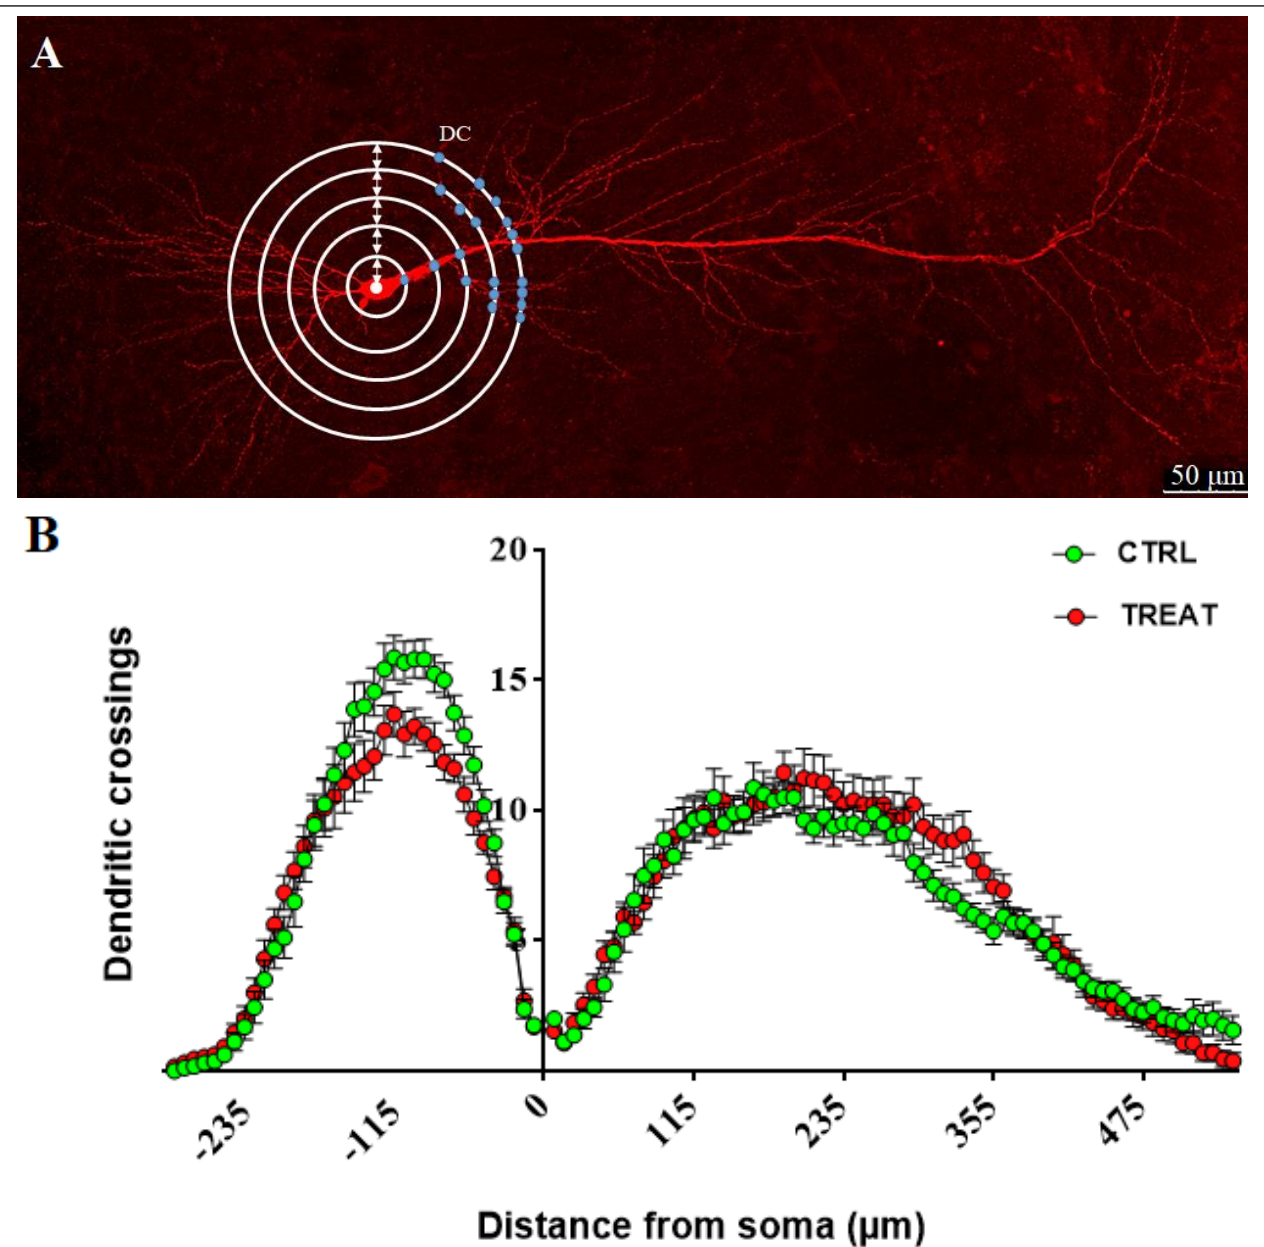 A
DC
50 μm
B
20
15
10
CTRL
TREAT
Dendritic crossings
-235
-115
0
115
235
355
475
Distance from soma (μm)